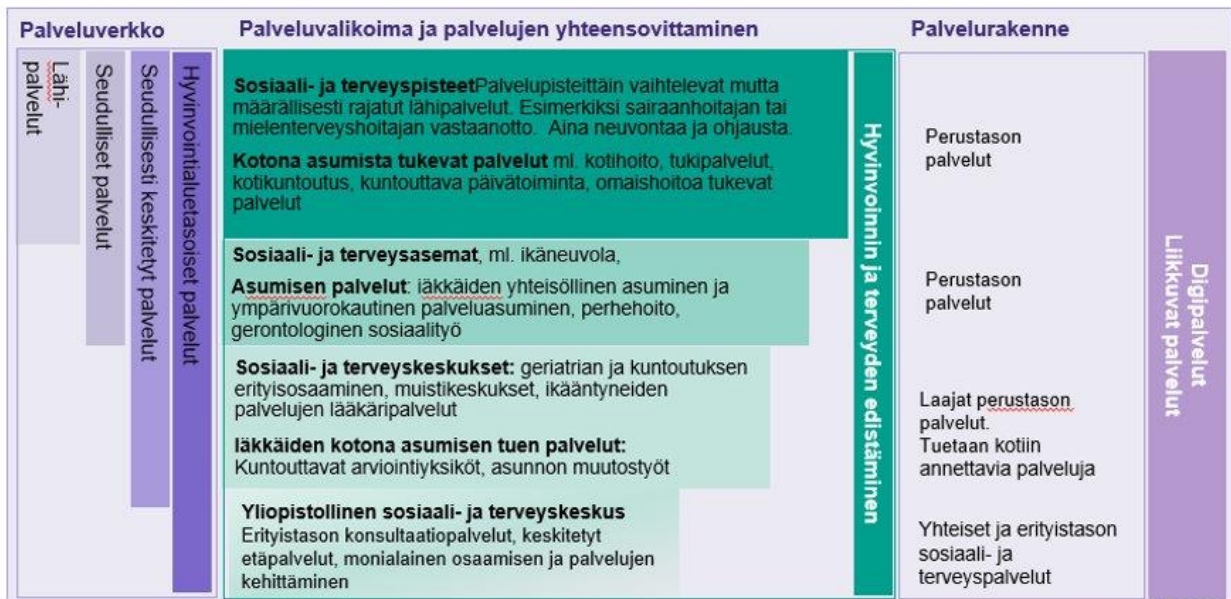 Palveluverkko
Palveluvalikoima ja palvelujen yhteensovittaminen
Palvelurakenne
Lähi-
palvelut
Seudulliset palvelut
Seudullisesti keskitetyt palvelut
Hyvinvointialuetasoiset palvelut
Sosiaali- ja terveyspisteetPalvelupisteittäin vaihtelevat mutta
määrällisesti rajatut lähipalvelut. Esimerkiksi sairaanhoitajan tai
mielenterveyshoitajan vastaanotto.  Aina neuvontaa ja ohjausta.
Kotona asumista tukevat palvelut ml. kotihoito, tukipalvelut,
kotikuntoutus, kuntouttava päivätoiminta, omaishoitoa tukevat
palvelut
Sosiaali- ja terveysasemat, ml. ikäneuvola,
Asumisen palvelut: iäkkäiden yhteisöllinen asuminen ja
ympärivuorokautinen palveluasuminen, perhehoito,
gerontologinen sosiaalityö
Sosiaali- ja terveyskeskukset: geriatrian ja kuntoutuksen
erityisosaaminen, muistikeskukset, ikääntyneiden
palvelujen lääkäripalvelut
Iäkkäiden kotona asumisen tuen palvelut:
Kuntouttavat arviointiyksiköt, asunnon muutostyöt
Yliopistollinen sosiaali- ja terveyskeskus
Erityistason konsultaatiopalvelut, keskitetyt
etäpalvelut, monialainen osaamisen ja palvelujen
kehittäminen
Hyvinvoinnin ja terveyden edistäminen
Perustason
palvelut
Perustason
palvelut
Laajat perustason
palvelut.
Tuetaan kotiin
annettavia palveluja
Yhteiset ja erityistason
sosiaali- ja
terveyspalvelut
Digipalvelut
Liikkuvat palvelut